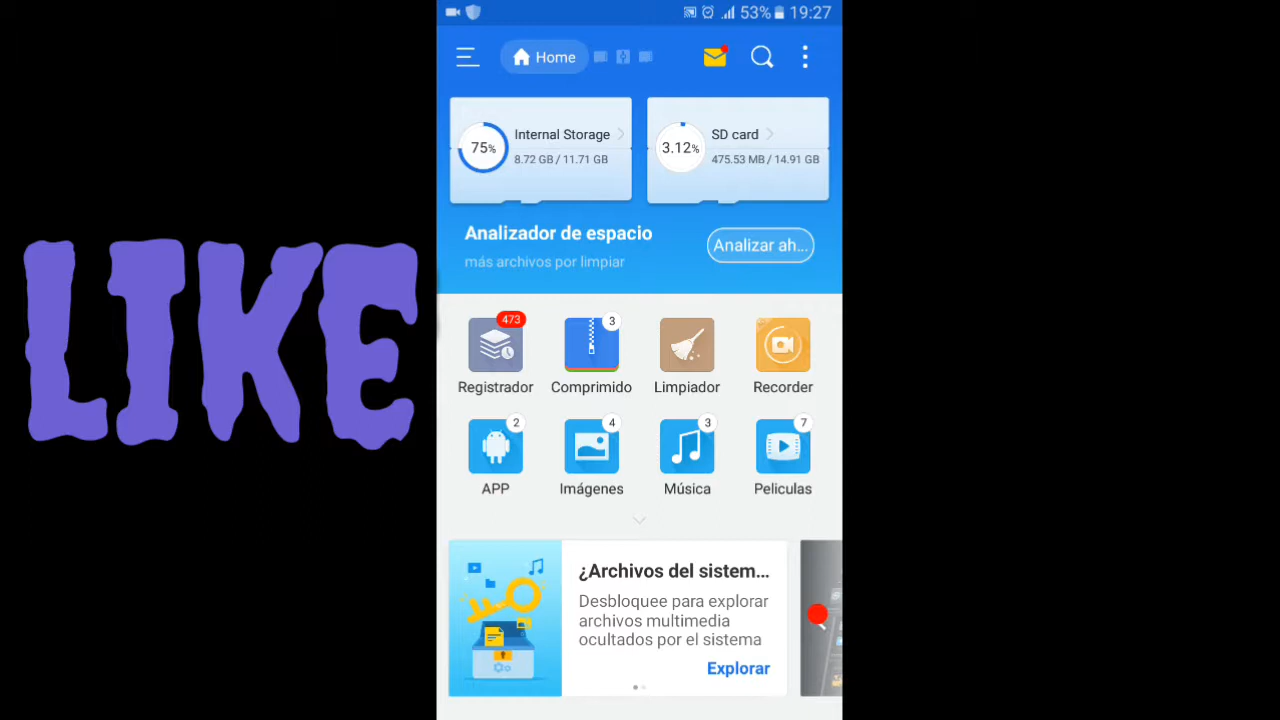 53% 19:27
Home
Internal Storage
75%
8.72 GB / 11.71 GB
SD card
3.12%
475.53 MB / 14.91 GB
Analizador de espacio
más archivos por limpiar
Analizar ah...
LIKE
473
3
Registrador
Comprimido
Limpiador
Recorder
2
4
3
7
APP
Imágenes
Música
Peliculas
¿Archivos del sistem...
Desbloquee para explorar
archivos multimedia
ocultados por el sistema
Explorar